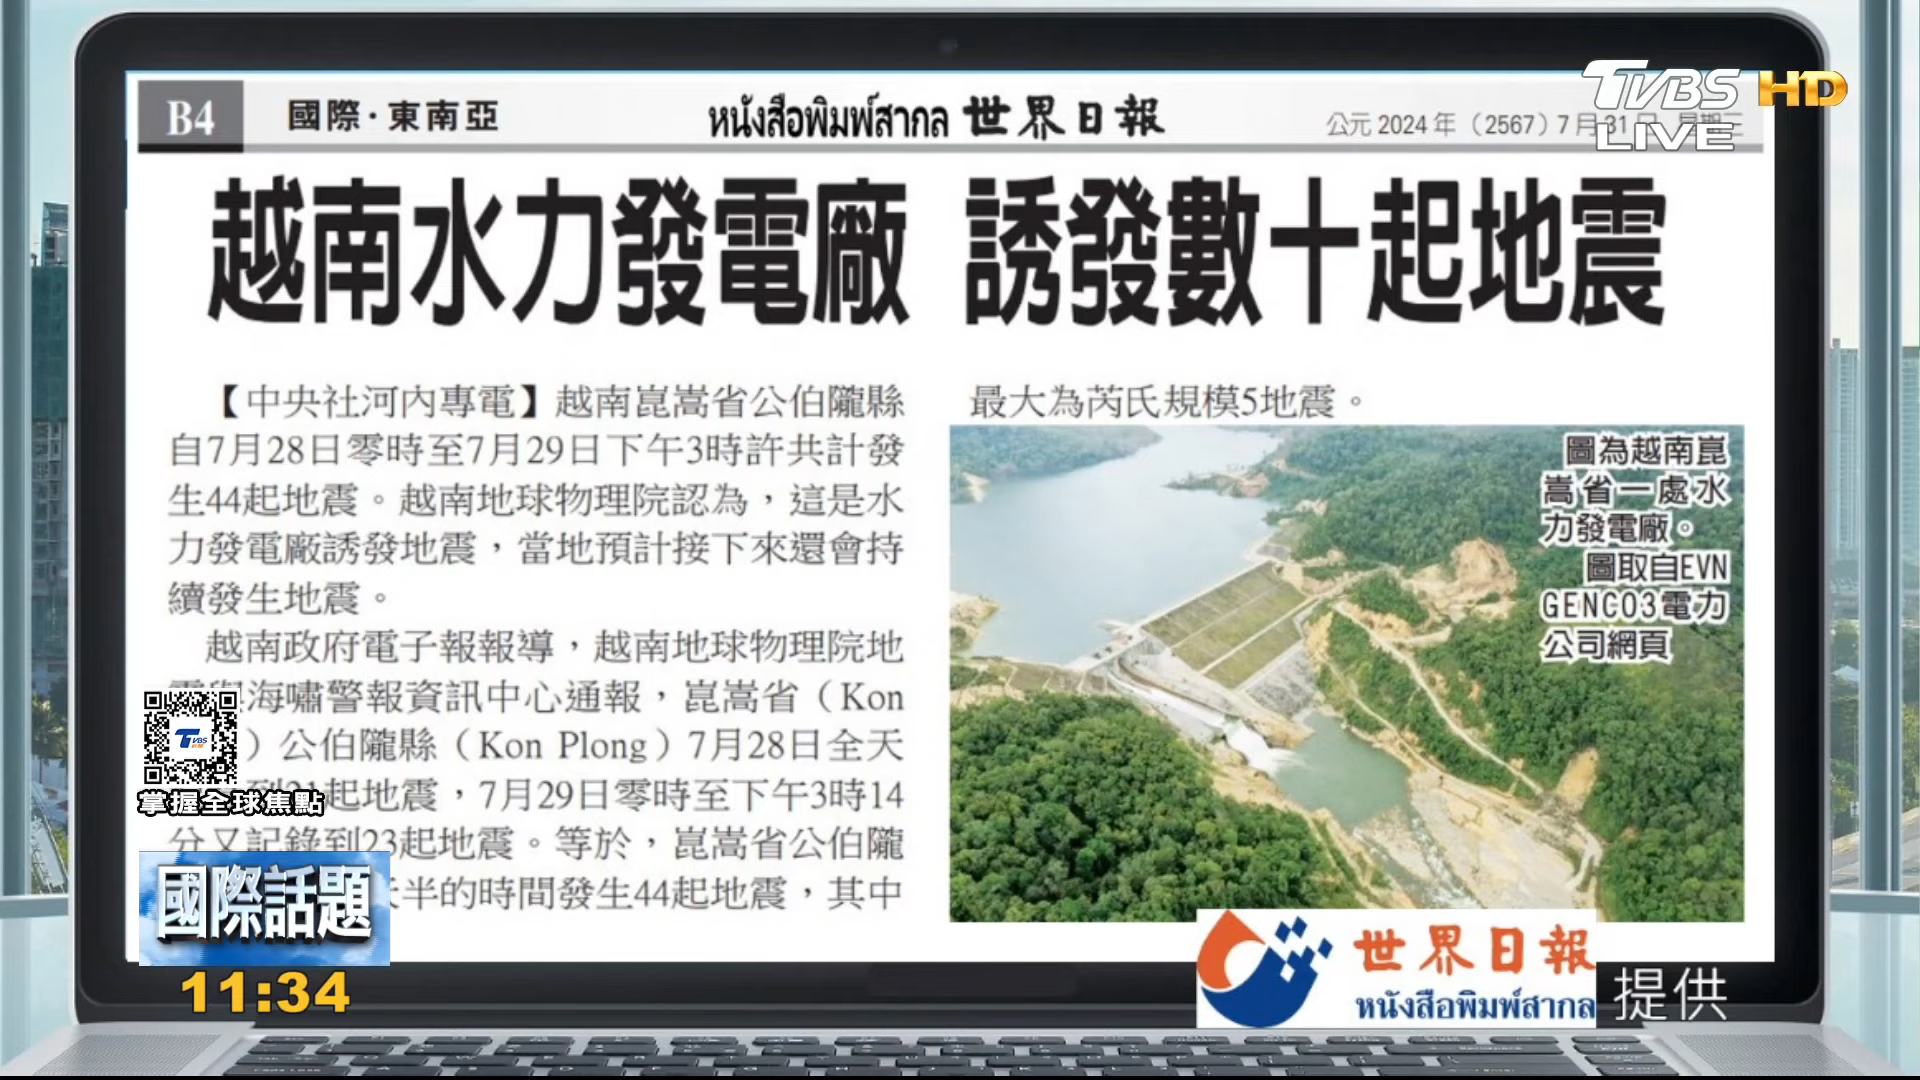 B4
國際·東南亞
หนังสือพิมพ์สากล 世界日報
公元 2024 年（2567）7 月 31 日 星期三
TVBS HD
LIVE
越南水力發電廠 誘發數十起地震
【中央社河內專電】越南崑嵩省公伯隴縣
自7月28日零時至7月29日下午3時許共計發
生44起地震。越南地球物理院認為，這是水
力發電廠誘發地震，當地預計接下來還會持
續發生地震。
越南政府電子報報導，越南地球物理院地
海嘯警報資訊中心通報，崑嵩省（Kon
）公伯隴縣（Kon Plong）7月28日全天
到21起地震，7月29日零時至下午3時14
分又記錄到23起地震。等於，崑嵩省公伯隴
天半的時間發生44起地震，其中
最大為芮氏規模5地震。
圖為越南崑
嵩省一處水
力發電廠。
圖取自EVN
GENCO3電力
公司網頁
TVBS
掌握全球焦點
國際話題
11:34
世界日報
หนังสือพิมพ์สากล
提供